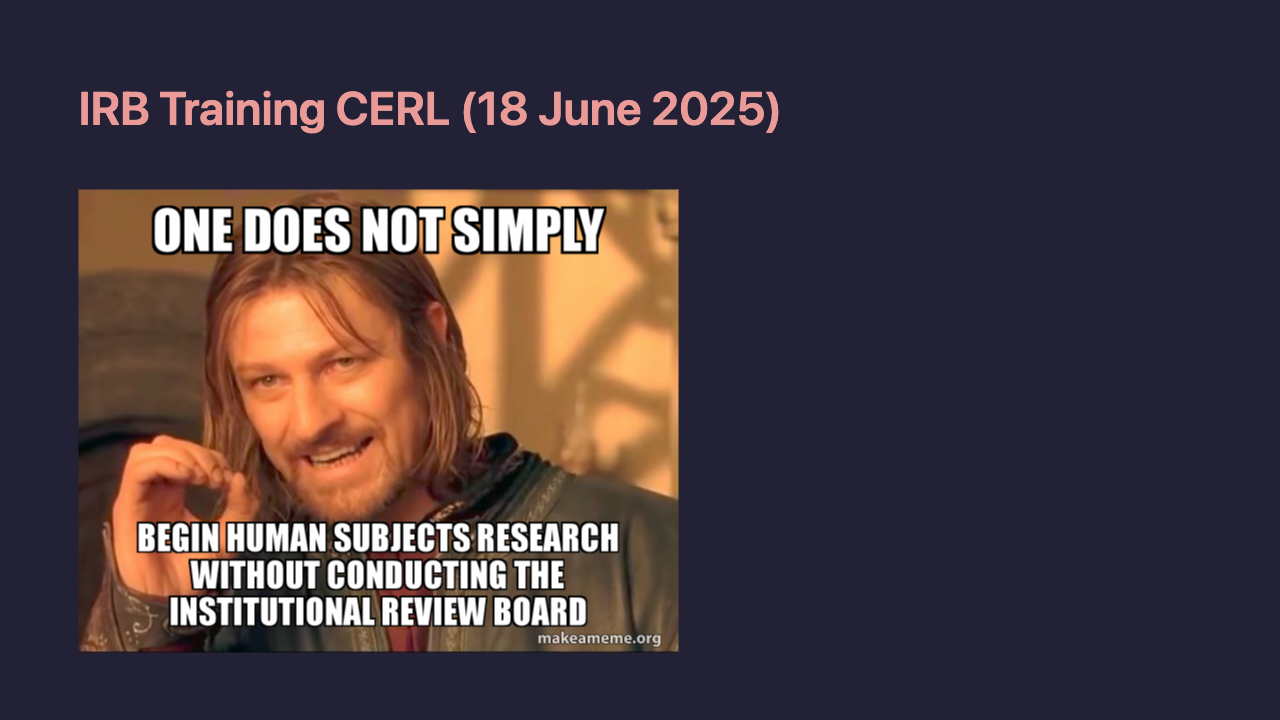 IRB Training CERL (18 June 2025)
ONE DOES NOT SIMPLY
BEGIN HUMAN SUBJECTS RESEARCH
WITHOUT CONDUCTING THE
INSTITUTIONAL REVIEW BOARD
makeameme.org